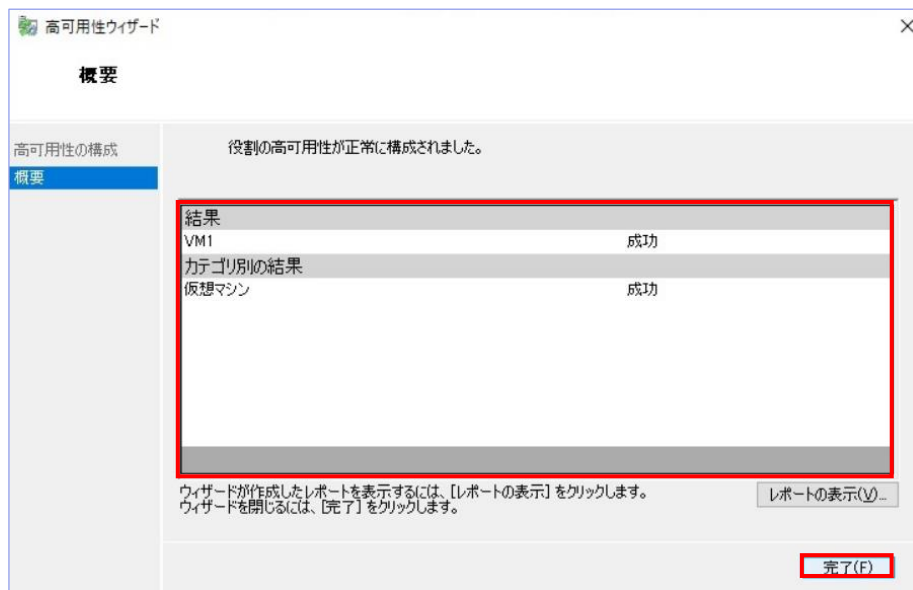 高可用性ウィザード
概要
高可用性の構成
概要
役割の高可用性が正常に構成されました。
結果
VM1 成功
カテゴリ別の結果
仮想マシン 成功
ウィザードが作成したレポートを表示するには、[レポートの表示] をクリックします。
ウィザードを閉じるには、[完了] をクリックします。
レポートの表示(V)...
完了(F)